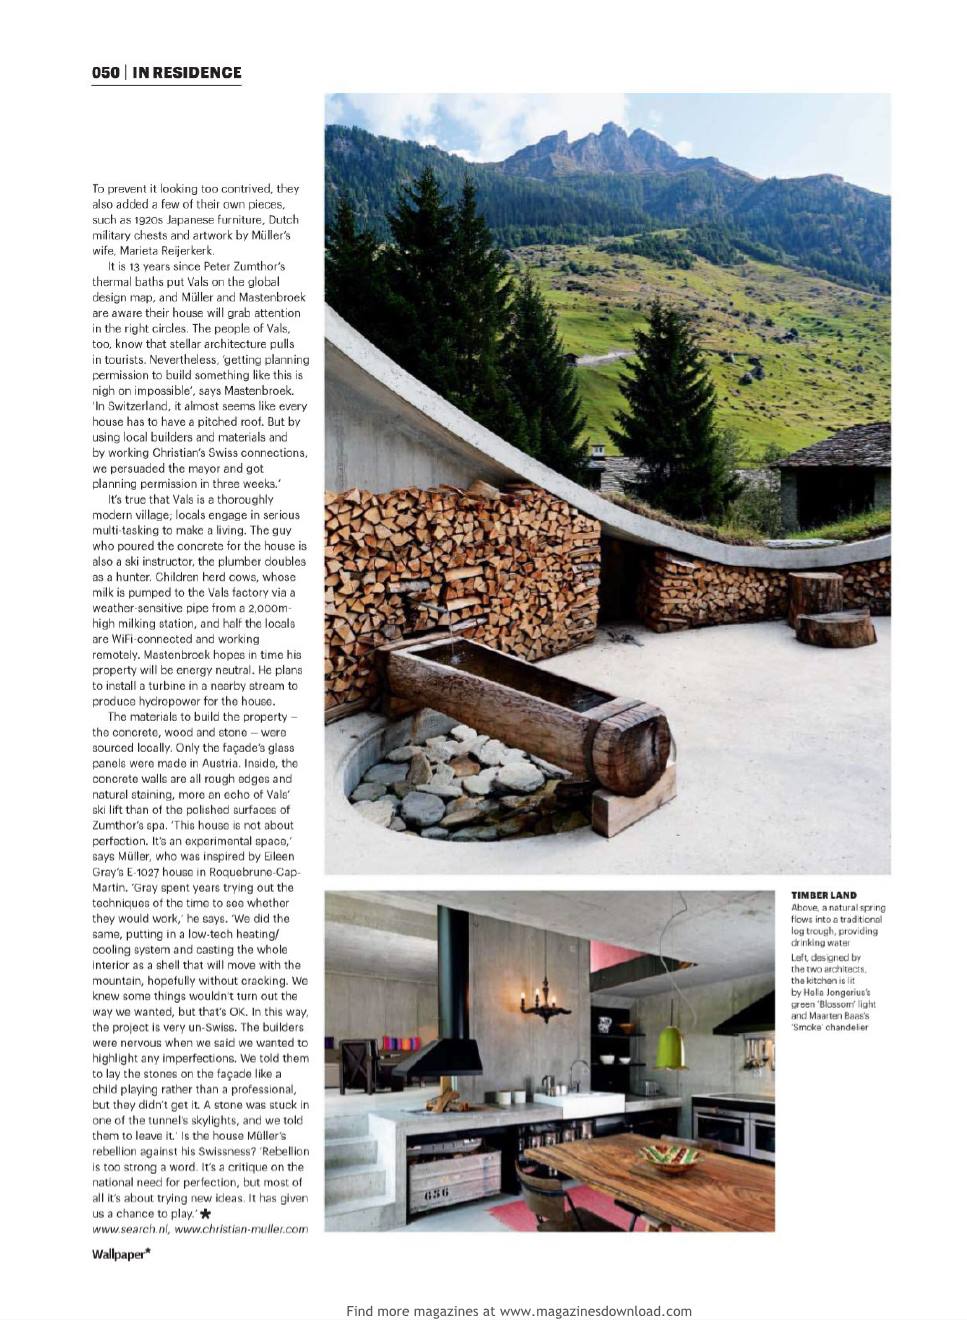 050 | IN RESIDENCE
To prevent it looking too contrived, they
also added a few of their own pieces,
such as 1920s Japanese furniture, Dutch
military chests and artwork by Müller's
wife, Marieta Reijerkerk.
It is 13 years since Peter Zumthor's
thermal baths put Vals on the global
design map, and Müller and Mastenbroek
are aware their house will grab attention
in the right circles. The people of Vals,
too, know that stellar architecture pulls
in tourists. Nevertheless, 'getting planning
permission to build something like this is
nigh on impossible', says Mastenbroek.
'In Switzerland, it almost seems like every
house has to have a pitched roof. But by
using local builders and materials and
by working Christian's Swiss connections,
we persuaded the mayor and got
planning permission in three weeks.'
It's true that Vals is a thoroughly
modern village; locals engage in serious
multi-tasking to make a living. The guy
who poured the concrete for the house is
also a ski instructor, the plumber doubles
as a hunter. Children herd cows, whose
milk is pumped to the Vals factory via a
weather-sensitive pipe from a 2,000m-
high milking station, and half the locals
are WiFi-connected and working
remotely. Mastenbroek hopes in time his
property will be energy neutral. He plans
to install a turbine in a nearby stream to
produce hydropower for the house.
The materials to build the property –
the concrete, wood and stone – were
sourced locally. Only the façade's glass
panels were made in Austria. Inside, the
concrete walls are all rough edges and
natural staining, more an echo of Vals'
ski lift than of the polished surfaces of
Zumthor's spa. 'This house is not about
perfection. It's an experimental space,'
says Müller, who was inspired by Eileen
Gray's E-1027 house in Roquebrune-Cap-
Martin. 'Gray spent years trying out the
techniques of the time to see whether
they would work,' he says. 'We did the
same, putting in a low-tech heating/
cooling system and casting the whole
interior as a shell that will move with the
mountain, hopefully without cracking. We
knew some things wouldn't turn out the
way we wanted, but that's OK. In this way,
the project is very un-Swiss. The builders
were nervous when we said we wanted to
highlight any imperfections. We told them
to lay the stones on the façade like a
child playing rather than a professional,
but they didn't get it. A stone was stuck in
one of the tunnel's skylights, and we told
them to leave it.' Is the house Müller's
rebellion against his Swissness? 'Rebellion
is too strong a word. It's a critique on the
national need for perfection, but most of
all it's about trying new ideas. It has given
us a chance to play.' ★
www.search.nl, www.christian-muller.com
TIMBER LAND
Above, a natural spring
flows into a traditional
log trough, providing
drinking water
Left, designed by
the two architects,
the kitchen is lit
by Hella Jongerius's
green 'Blossom' light
and Maarten Baas's
'Smoke' chandelier
636
Wallpaper*
Find more magazines at www.magazinesdownload.com